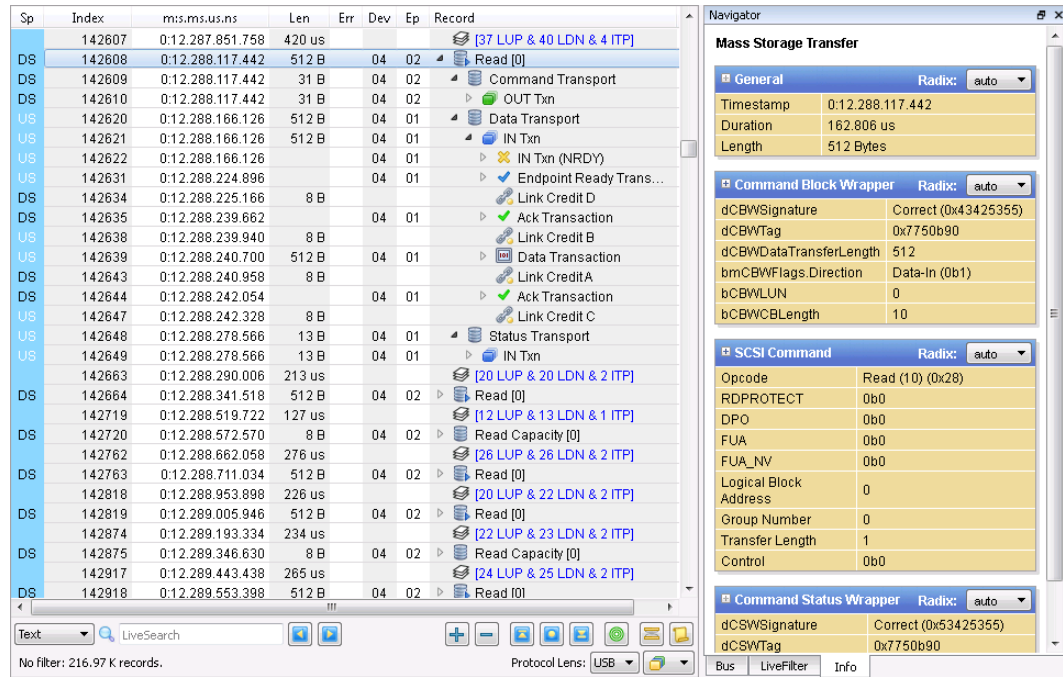 Sp Index m:s.ms.us.ns Len Err Dev Ep Record
142607 0:12.287.851.758 420 us [37 LUP & 40 LDN & 4 ITP]
DS 142608 0:12.288.117.442 512 B 04 02 Read [0]
DS 142609 0:12.288.117.442 31 B 04 02 Command Transport
DS 142610 0:12.288.117.442 31 B 04 02 OUT Txn
US 142620 0:12.288.166.126 512 B 04 01 Data Transport
US 142621 0:12.288.166.126 512 B 04 01 IN Txn
US 142622 0:12.288.166.126 04 01 IN Txn (NRDY)
US 142631 0:12.288.224.896 04 01 Endpoint Ready Trans...
DS 142634 0:12.288.225.166 8 B Link Credit D
DS 142635 0:12.288.239.662 04 01 Ack Transaction
US 142638 0:12.288.239.940 8 B Link Credit B
US 142639 0:12.288.240.700 512 B 04 01 Data Transaction
DS 142643 0:12.288.240.958 8 B Link Credit A
DS 142644 0:12.288.242.054 04 01 Ack Transaction
US 142647 0:12.288.242.328 8 B Link Credit C
US 142648 0:12.288.278.566 13 B 04 01 Status Transport
US 142649 0:12.288.278.566 13 B 04 01 IN Txn
142663 0:12.288.290.006 213 us [20 LUP & 20 LDN & 2 ITP]
DS 142664 0:12.288.341.518 512 B 04 02 Read [0]
142719 0:12.288.519.722 127 us [12 LUP & 13 LDN & 1 ITP]
DS 142720 0:12.288.572.570 8 B 04 02 Read Capacity [0]
142762 0:12.288.662.058 276 us [26 LUP & 26 LDN & 2 ITP]
DS 142763 0:12.288.711.034 512 B 04 02 Read [0]
142818 0:12.288.953.898 226 us [20 LUP & 22 LDN & 2 ITP]
DS 142819 0:12.289.005.946 512 B 04 02 Read [0]
142874 0:12.289.193.334 234 us [22 LUP & 23 LDN & 2 ITP]
DS 142875 0:12.289.346.630 8 B 04 02 Read Capacity [0]
142917 0:12.289.443.438 265 us [24 LUP & 25 LDN & 2 ITP]
DS 142918 0:12.289.553.398 512 B 04 02 Read [0]
Text LiveSearch
No filter: 216.97 K records. Protocol Lens: USB
Navigator
Mass Storage Transfer
General Radix: auto
Timestamp 0:12.288.117.442
Duration 162.806 us
Length 512 Bytes
Command Block Wrapper Radix: auto
dCBWSignature Correct (0x43425355)
dCBWTag 0x7750b90
dCBWDataTransferLength 512
bmCBWFlags.Direction Data-In (0b1)
bCBWLUN 0
bCBWCBLength 10
SCSI Command Radix: auto
Opcode Read (10) (0x28)
RDPROTECT 0b0
DPO 0b0
FUA 0b0
FUA_NV 0b0
Logical Block
Address 0
Group Number 0
Transfer Length 1
Control 0b0
Command Status Wrapper Radix: auto
dCSWSignature Correct (0x53425355)
dCSWTag 0x7750b90
Bus LiveFilter Info